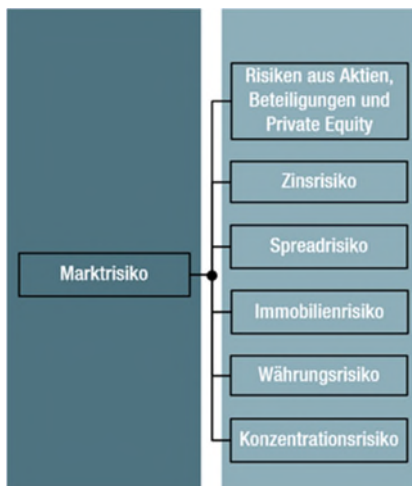 Marktrisiko
Risiken aus Aktien,
Beteiligungen und
Private Equity
Zinsrisiko
Spreadrisiko
Immobilienrisiko
Währungsrisiko
Konzentrationsrisiko